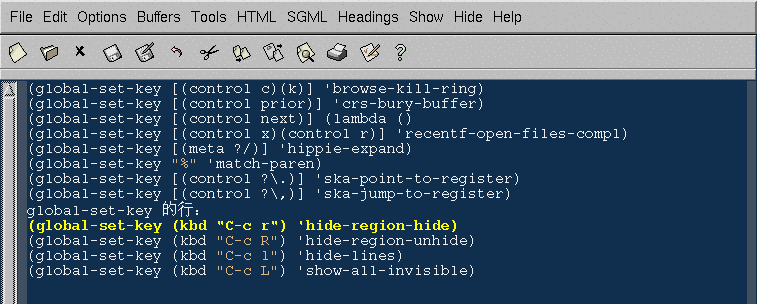 File Edit Options Buffers Tools HTML SGML Headings Show Hide Help
(global-set-key [(control c)(k)] 'browse-kill-ring)
(global-set-key [(control prior)] 'crs-bury-buffer)
(global-set-key [(control next)] (lambda ()
(global-set-key [(control x)(control r)] 'recentf-open-files-compl)
(global-set-key [(meta ?/)] 'hippie-expand)
(global-set-key "%" 'match-paren)
(global-set-key [(control ?\.)] 'ska-point-to-register)
(global-set-key [(control ?\,)] 'ska-jump-to-register)
global-set-key 的行:
(global-set-key (kbd "C-c r") 'hide-region-hide)
(global-set-key (kbd "C-c R") 'hide-region-unhide)
(global-set-key (kbd "C-c l") 'hide-lines)
(global-set-key (kbd "C-c L") 'show-all-invisible)